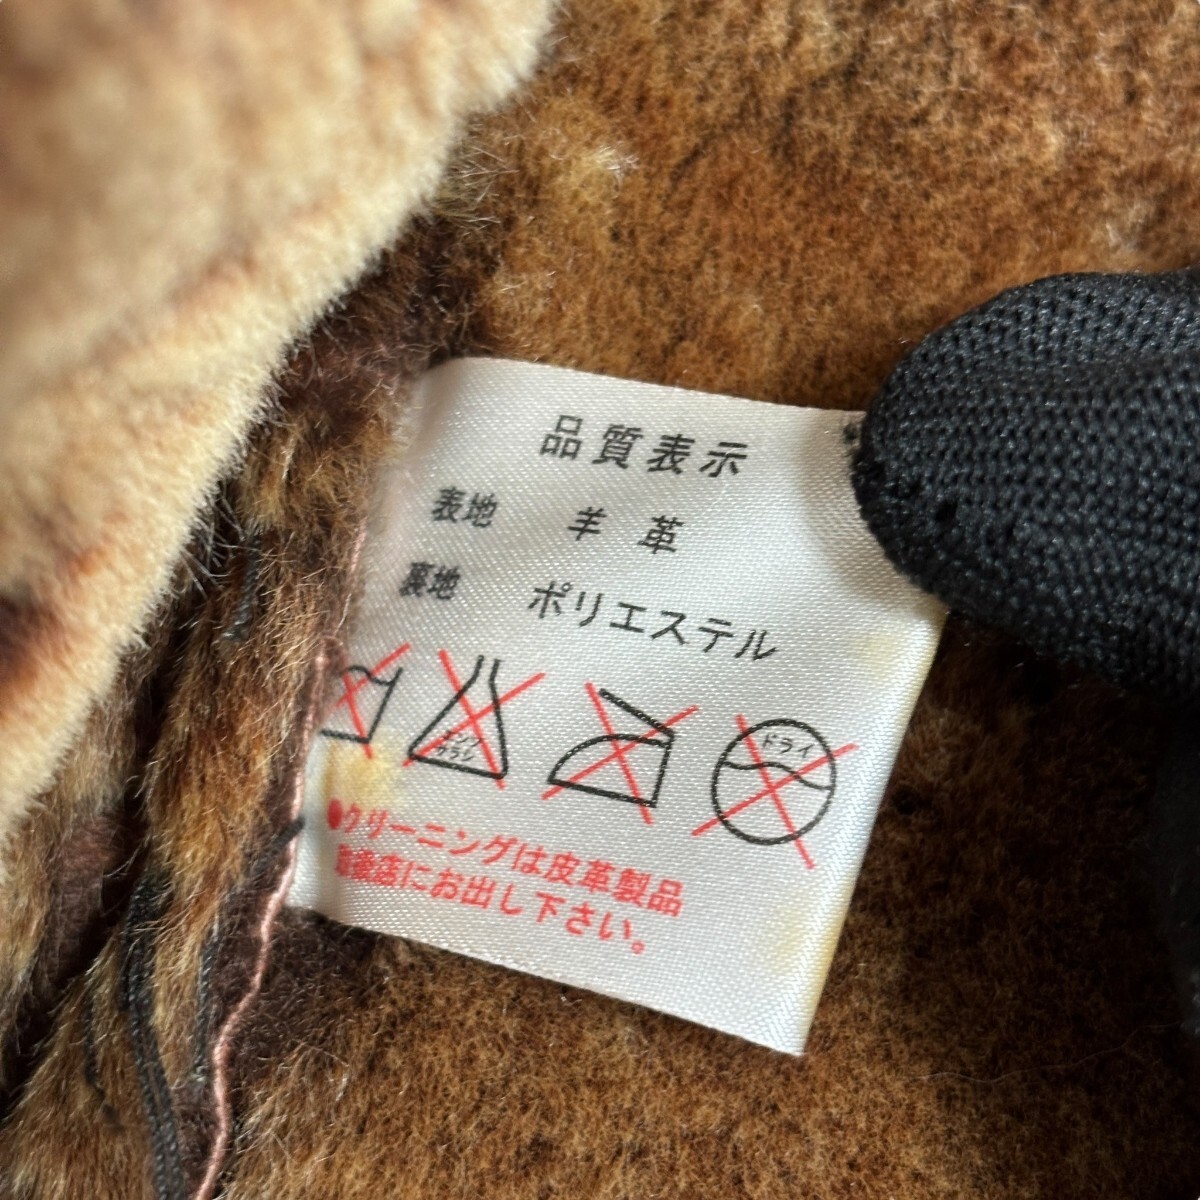 品質表示
表地 羊革
裏地 ポリエステル
ドライ
●クリーニングは皮革製品
取扱店にお出し下さい。